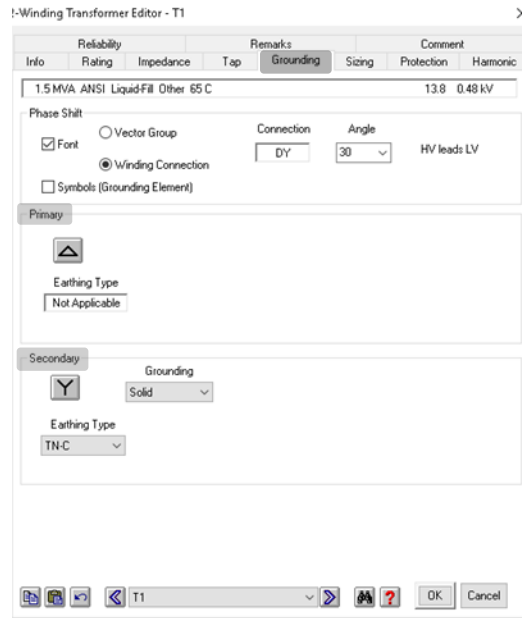 2-Winding Transformer Editor - T1
Reliability Remarks Comment
Info Rating Impedance Tap Grounding Sizing Protection Harmonic
1.5 MVA ANSI Liquid-Fill Other 65 C 13.8 0.48 kV
Phase Shift
Font
Vector Group
Winding Connection
Connection
DY
Angle
30
HV leads LV
Symbols (Grounding Element)
Primary
Earthing Type
Not Applicable
Secondary
Y
Grounding
Solid
Earthing Type
TN-C
T1
?
OK
Cancel